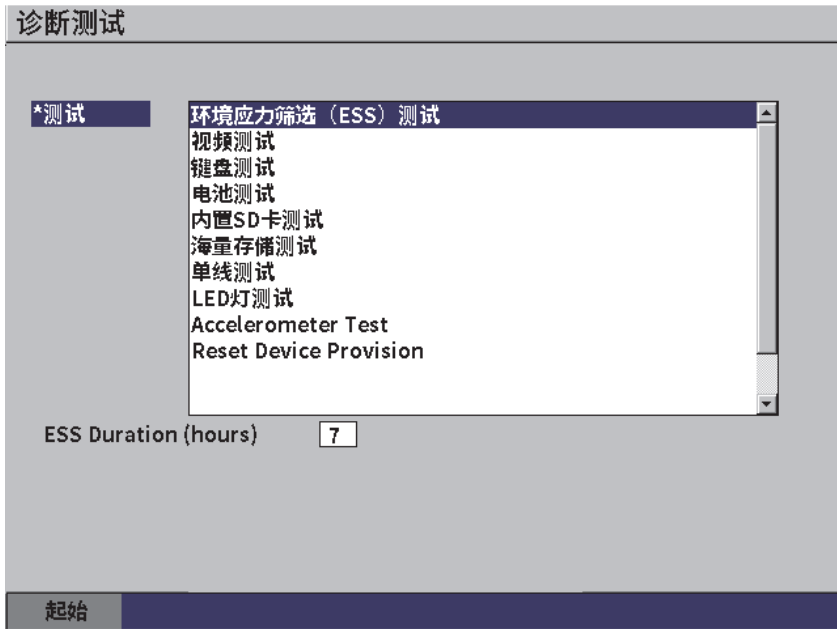 诊断测试
*测试
环境应力筛选（ESS）测试
视频测试
键盘测试
电池测试
内置SD卡测试
海量存储测试
单线测试
LED灯测试
Accelerometer Test
Reset Device Provision
ESS Duration (hours) 7
起始